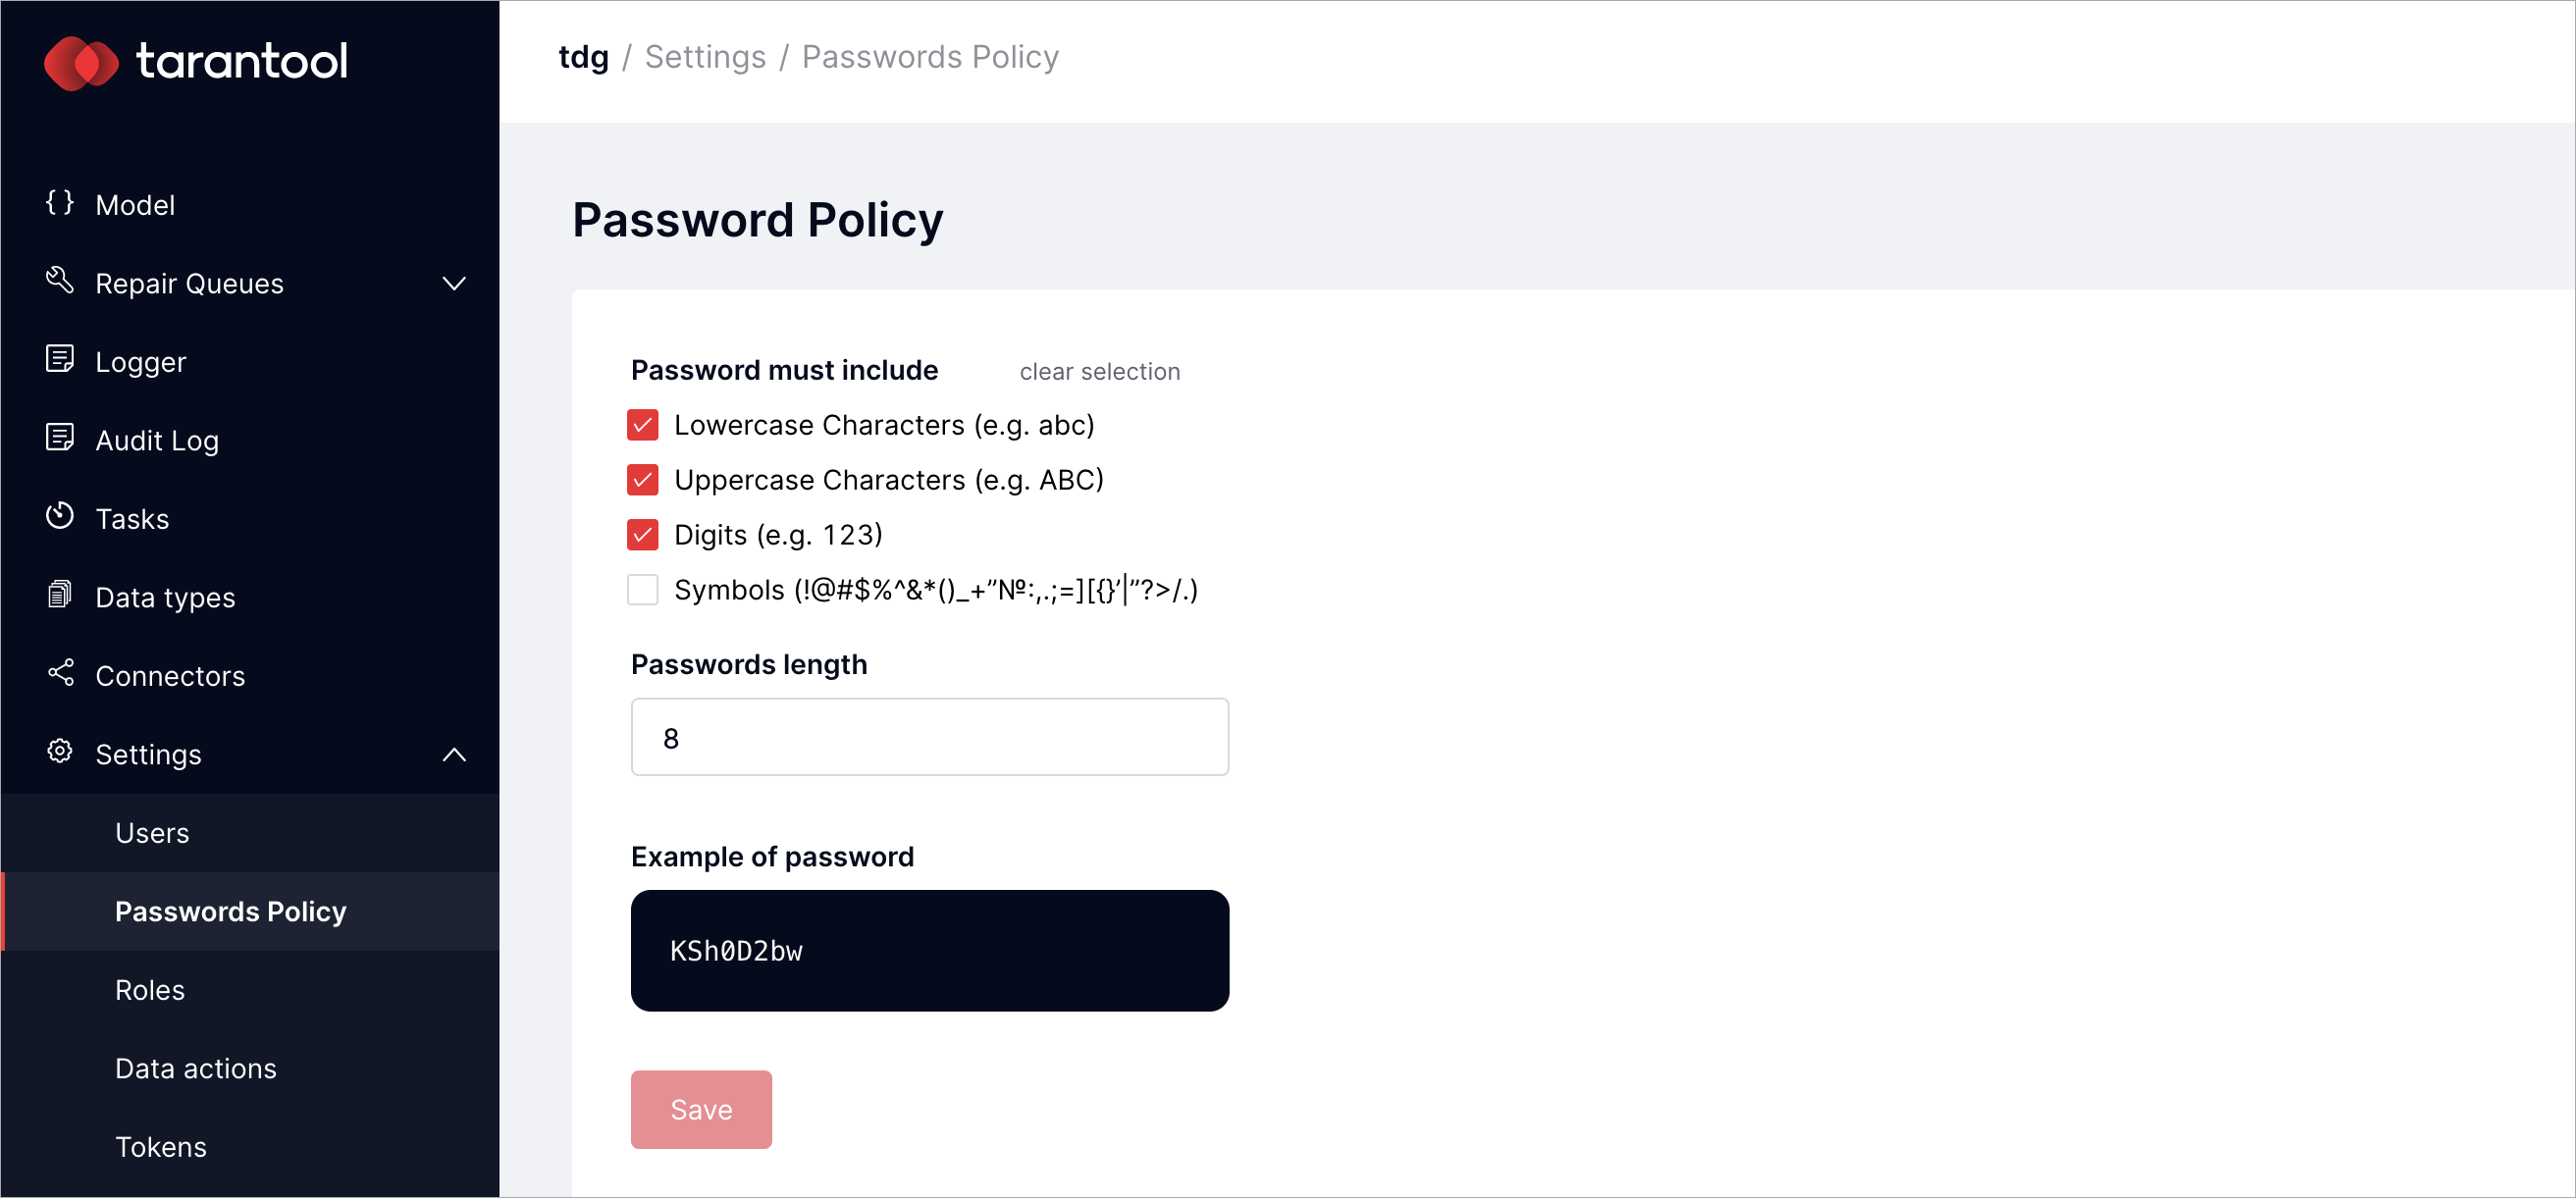 tarantool
Model
Repair Queues
Logger
Audit Log
Tasks
Data types
Connectors
Settings
Users
Passwords Policy
Roles
Data actions
Tokens
tdg / Settings / Passwords Policy
Password Policy
Password must include clear selection
Lowercase Characters (e.g. abc)
Uppercase Characters (e.g. ABC)
Digits (e.g. 123)
Symbols (!@#$%^&*()_+”№:,.;=][{}’|”?>/.)
Passwords length
8
Example of password
KSh0D2bw
Save